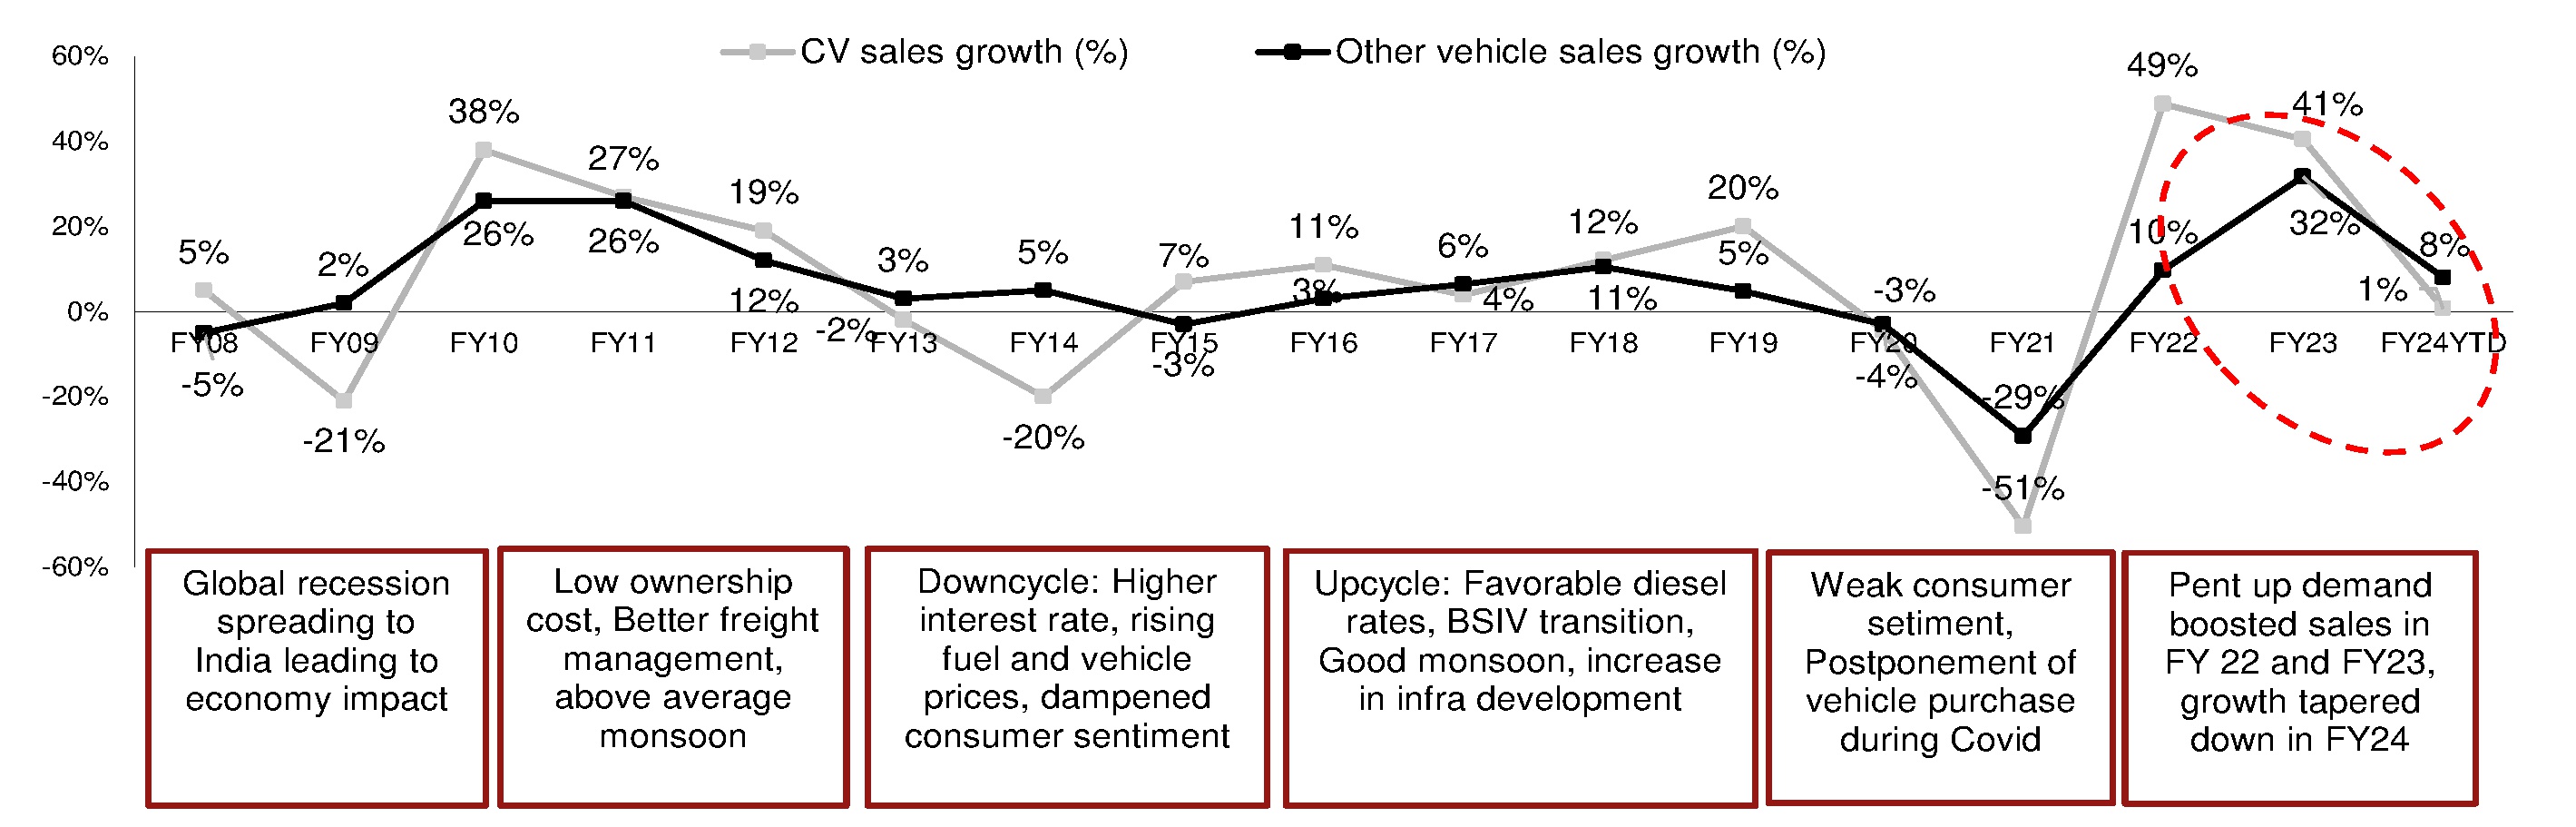 CV sales growth (%)
Other vehicle sales growth (%)
60%
40%
20%
0%
-20%
-40%
-60%
5%
-21%
38%
27%
19%
-2%
-20%
7%
11%
4%
12%
20%
-4%
-51%
49%
41%
1%
-5%
2%
26%
26%
12%
3%
5%
-3%
3%
6%
11%
5%
-3%
-29%
10%
32%
8%
FY08
FY09
FY10
FY11
FY12
FY13
FY14
FY15
FY16
FY17
FY18
FY19
FY20
FY21
FY22
FY23
FY24YTD
Global recession
spreading to
India leading to
economy impact
Low ownership
cost, Better freight
management,
above average
monsoon
Downcycle: Higher
interest rate, rising
fuel and vehicle
prices, dampened
consumer sentiment
Upcycle: Favorable diesel
rates, BSIV transition,
Good monsoon, increase
in infra development
Weak consumer
setiment,
Postponement of
vehicle purchase
during Covid
Pent up demand
boosted sales in
FY 22 and FY23,
growth tapered
down in FY24